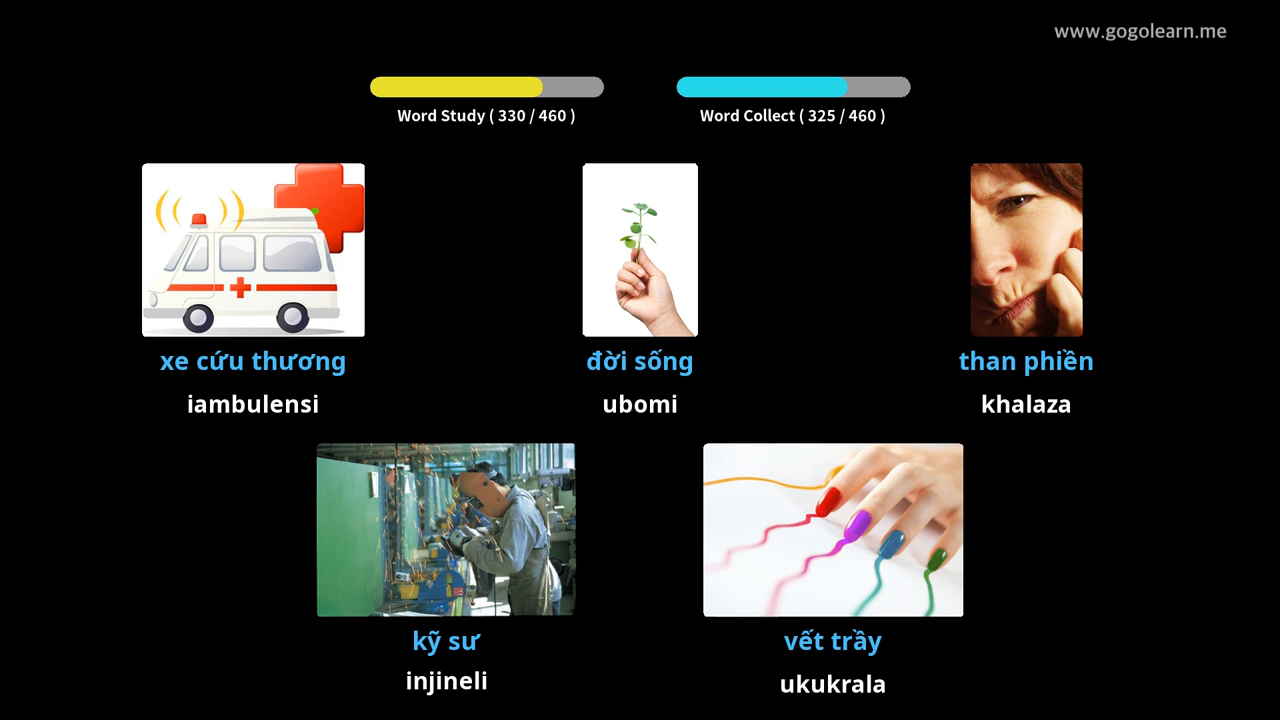 www.gogolearn.me
Word Study ( 330 / 460 )
Word Collect ( 325 / 460 )
xe cứu thương
đời sống
than phiền
iambulensi
ubomi
khalaza
kỹ sư
vết trầy
injineli
ukukrala